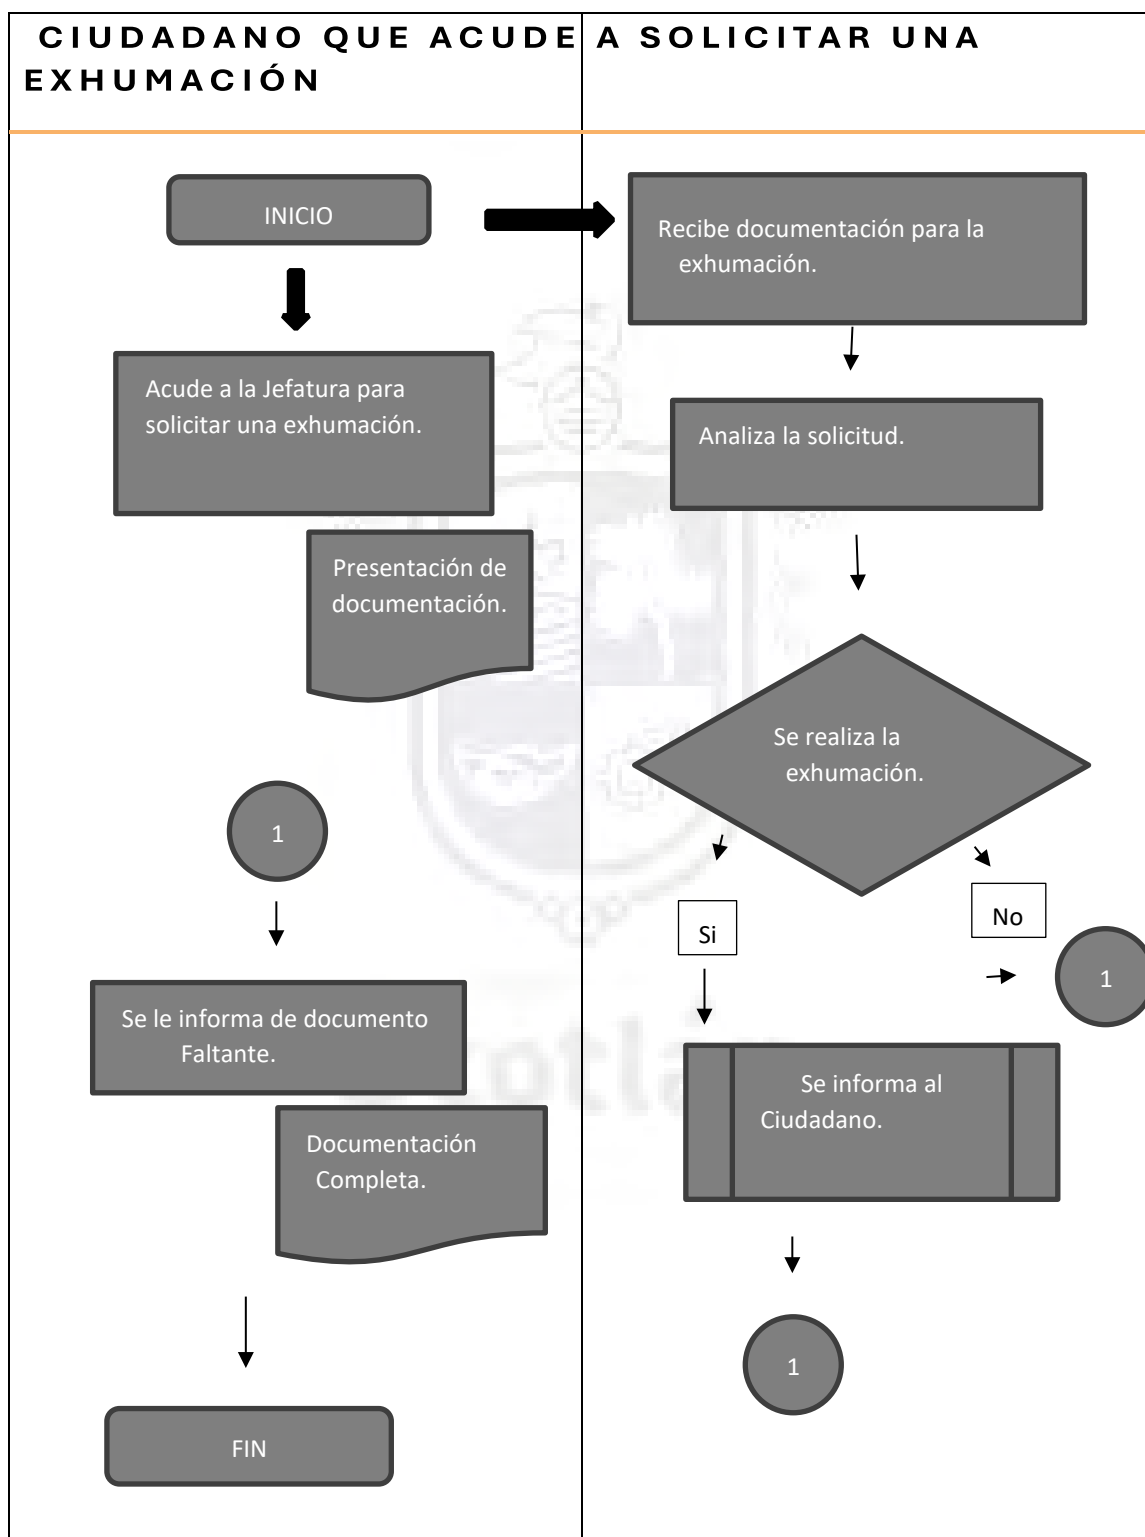 CIUDADANO QUE ACUDE A SOLICITAR UNA
EXHUMACIÓN
INICIO
Acude a la Jefatura para
solicitar una exhumación.
Presentación de
documentación.
1
Se le informa de documento
Faltante.
Documentación
Completa.
FIN
Recibe documentación para la
exhumación.
Analiza la solicitud.
Se realiza la
exhumación.
Si
No
1
Se informa al
Ciudadano.
1